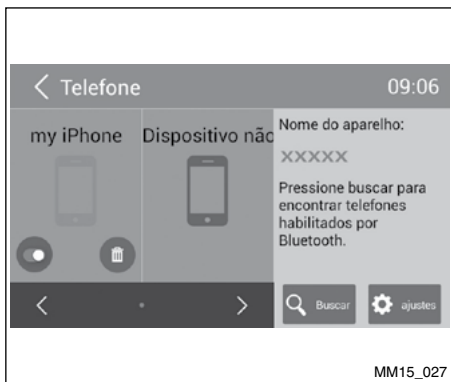 Telefone 09:06
my iPhone
Dispositivo não
Nome do aparelho:
XXXXX
Pressione buscar para
encontrar telefones
habilitados por
Bluetooth.
Buscar
ajustes
MM15_027